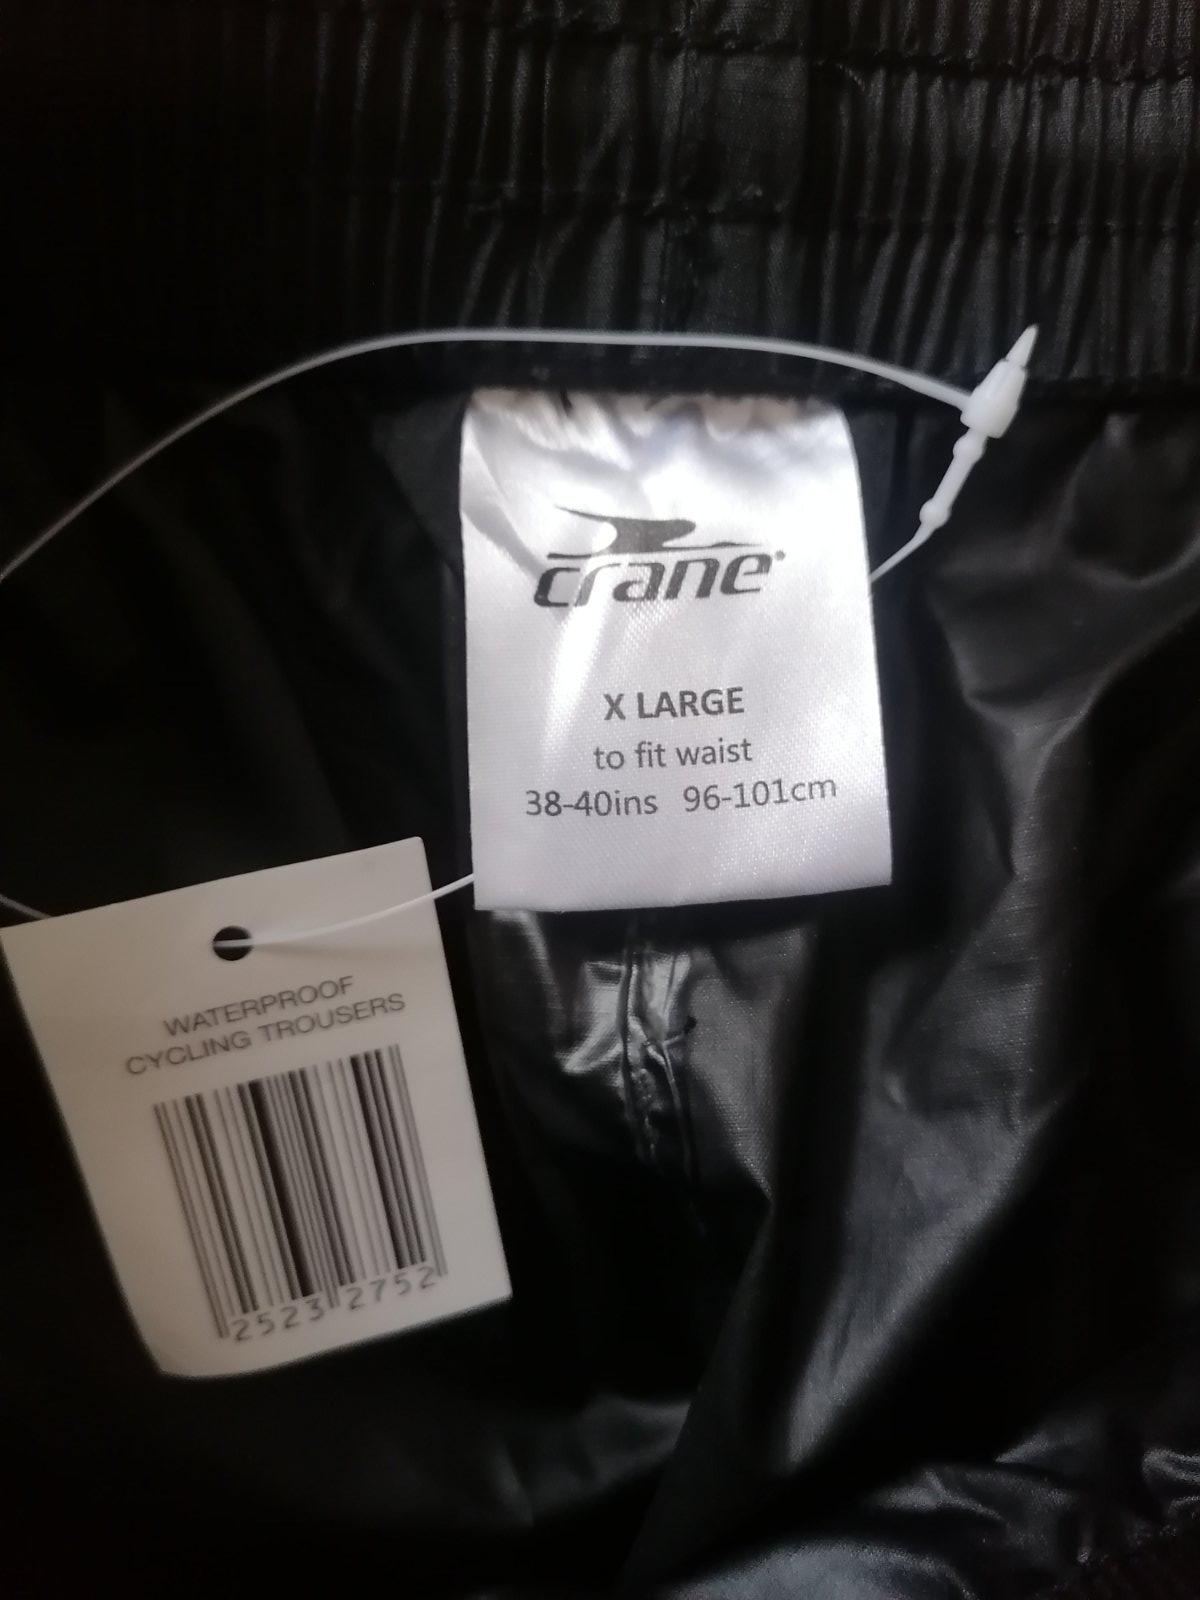 crane
X LARGE
to fit waist
38-40ins 96-101cm
WATERPROOF
CYCLING TROUSERS
2523 2752